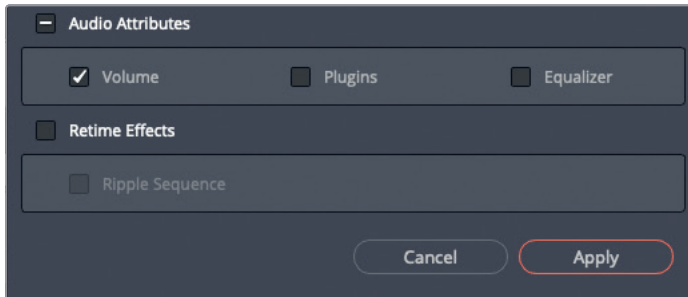 Audio Attributes
Volume Plugins Equalizer
Retime Effects
Ripple Sequence
Cancel Apply